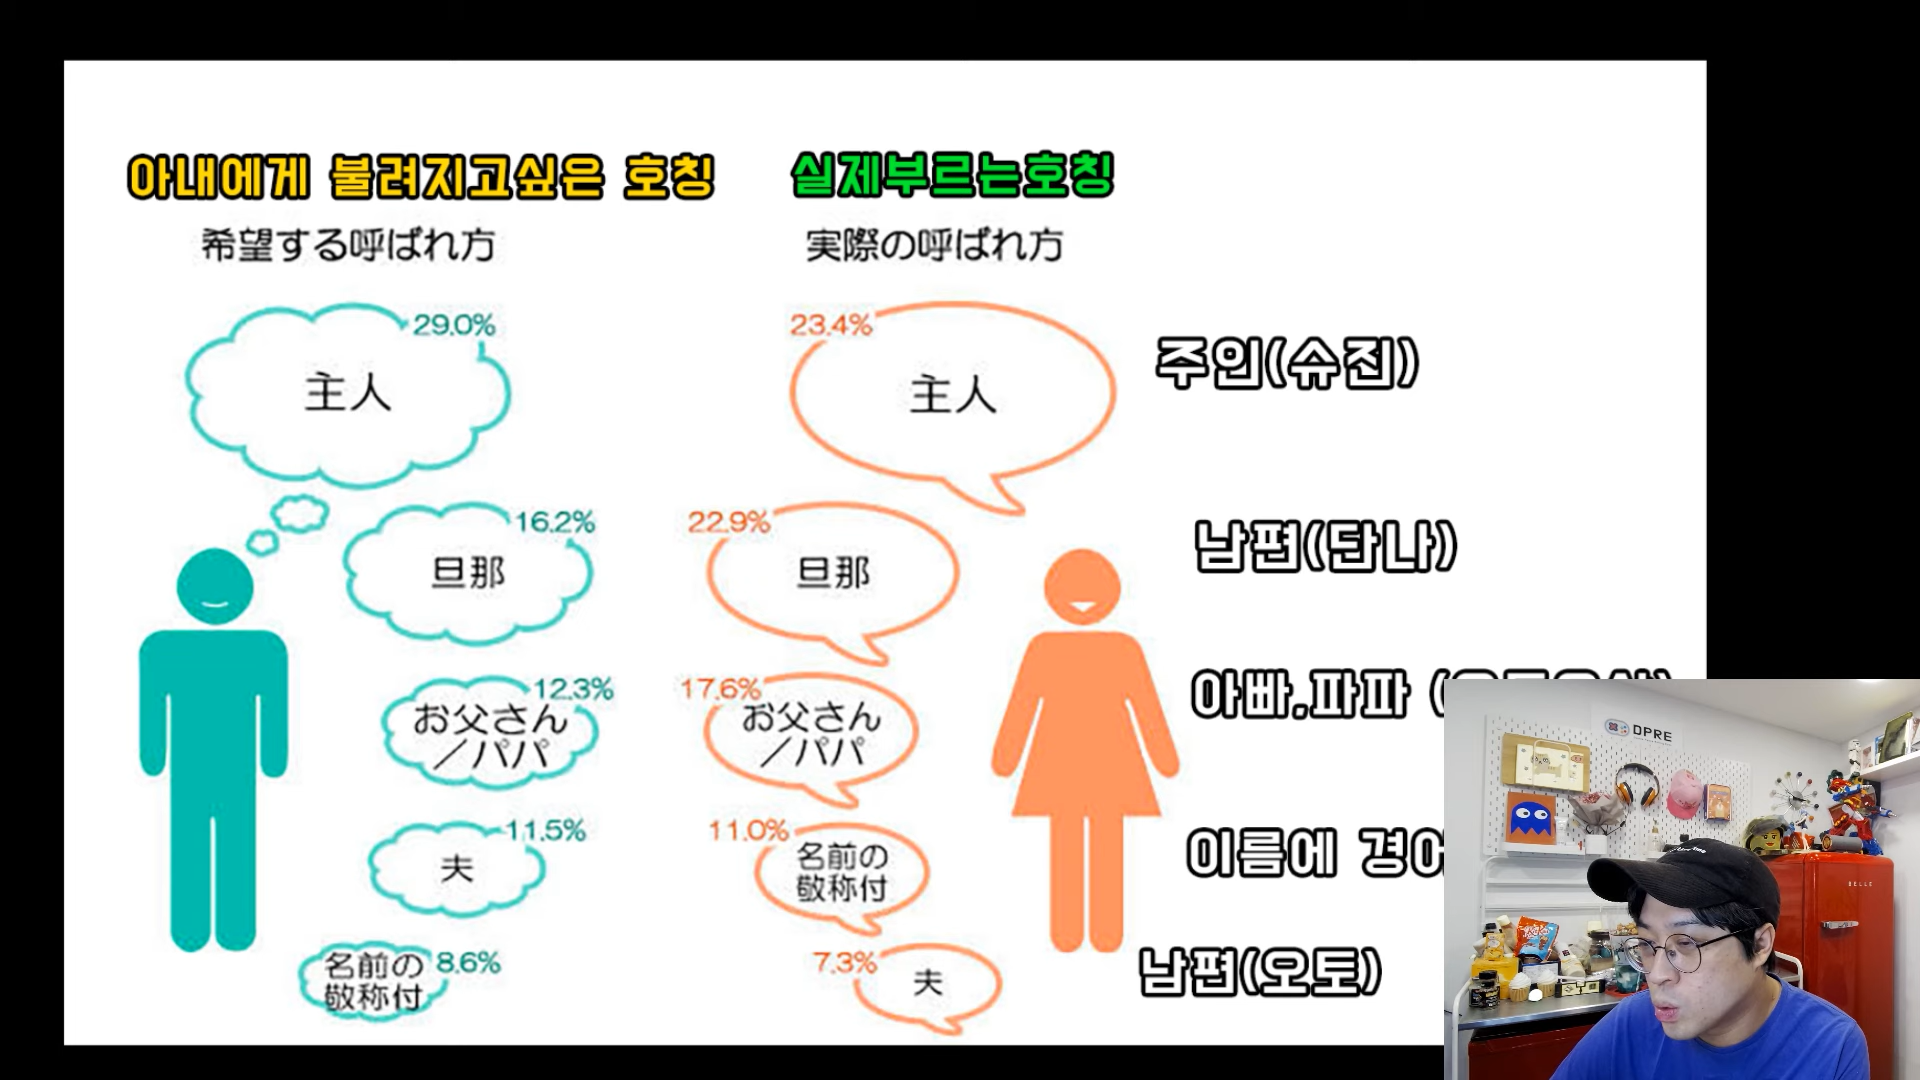 아내에게 불려지고싶은 호칭
실제부르는호칭
希望する呼ばれ方
実際の呼ばれ方
29.0%
主人
23.4%
主人
주인(슈진)
16.2%
旦那
22.9%
旦那
남편(단나)
12.3%
お父さん
／パパ
17.6%
お父さん
／パパ
아빠.파파
11.5%
夫
11.0%
名前の
敬称付
이름에
8.6%
名前の
敬称付
7.3%
夫
남편(오토)
DPRE
BELLE